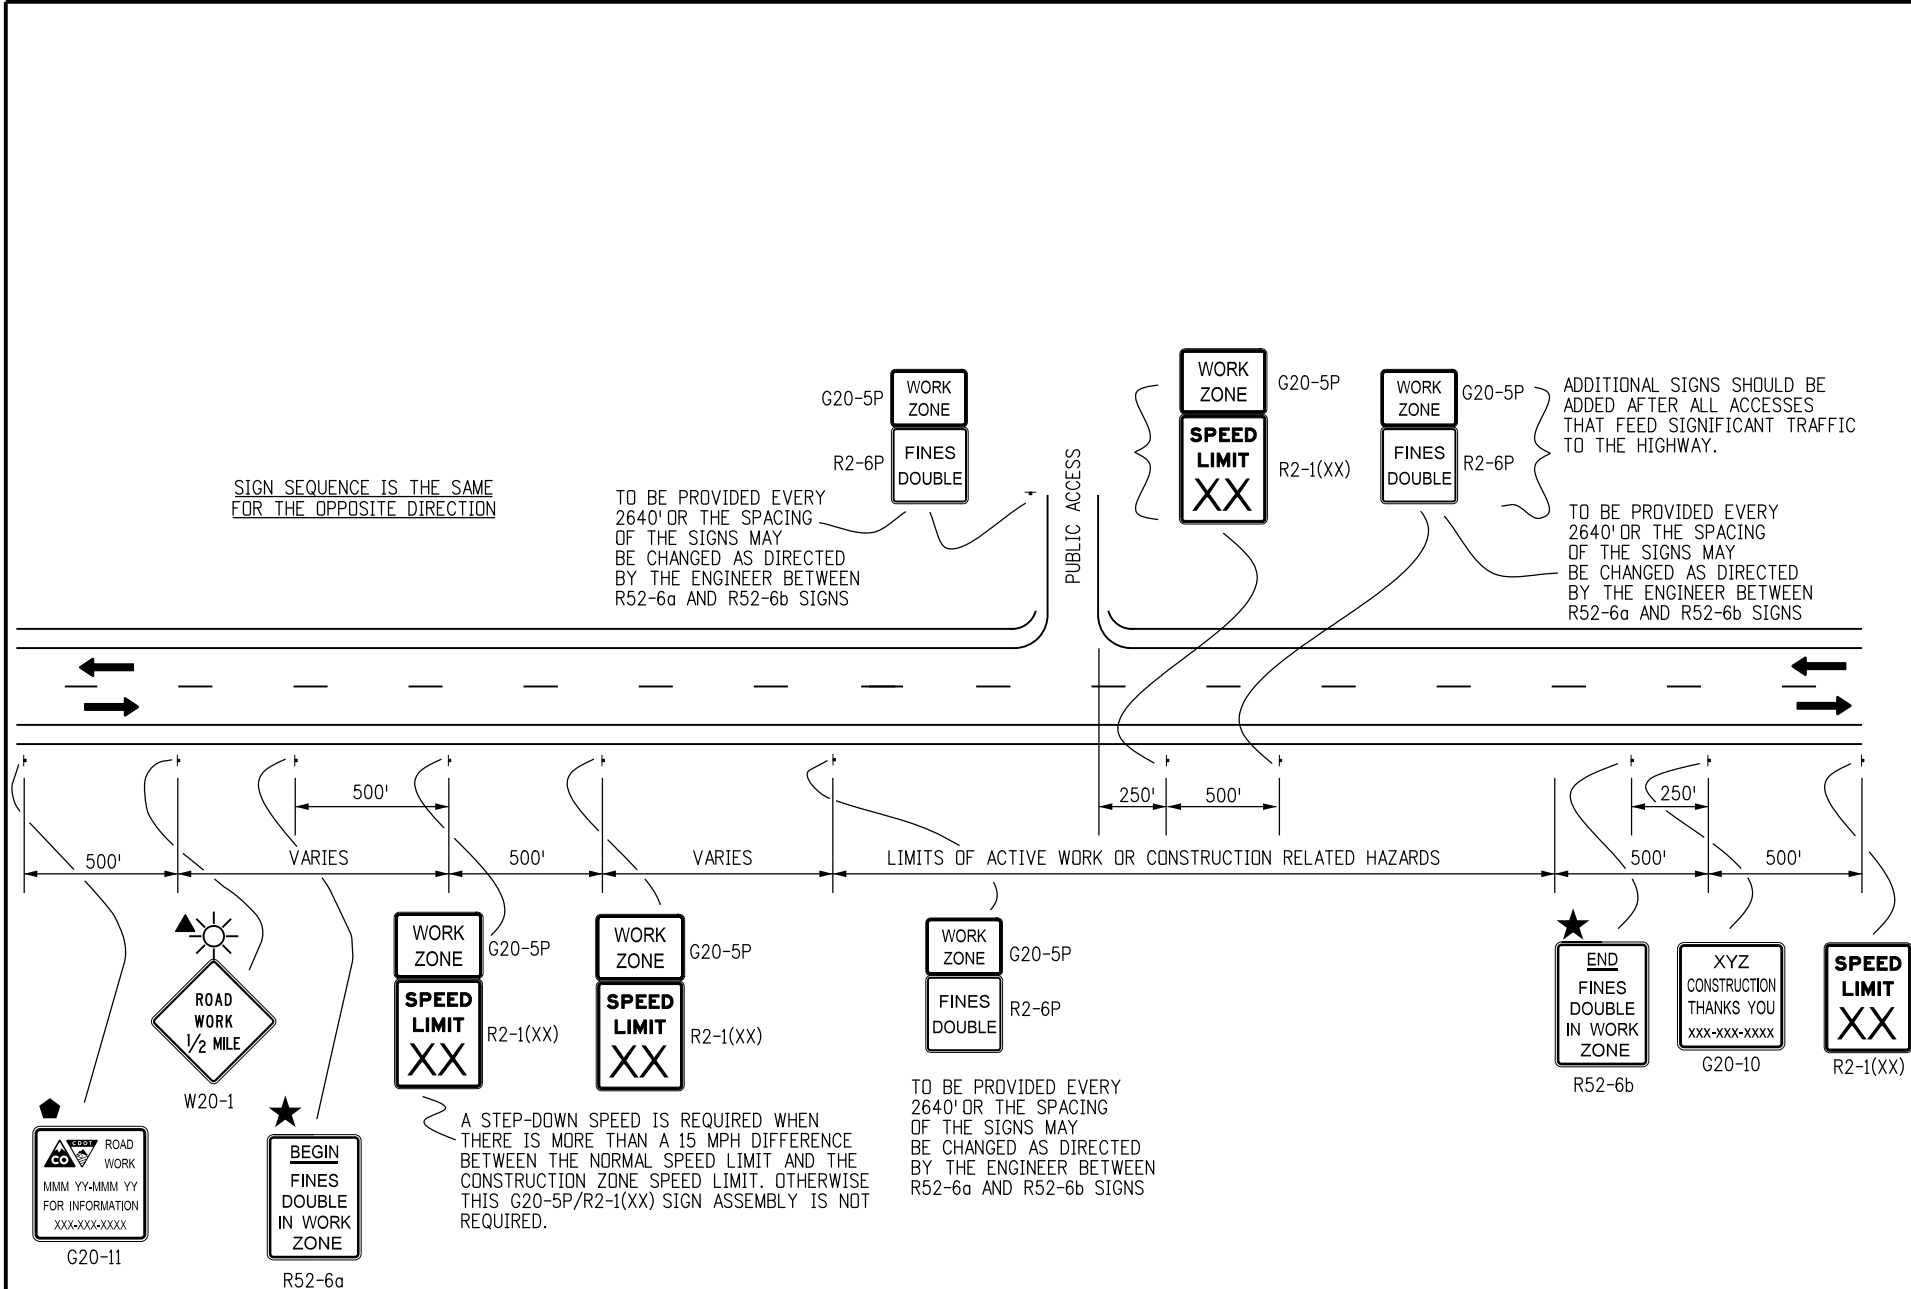 SIGN SEQUENCE IS THE SAME
FOR THE OPPOSITE DIRECTION
G20-5P
WORK
ZONE
R2-6P
FINES
DOUBLE
TO BE PROVIDED EVERY
2640' OR THE SPACING
OF THE SIGNS MAY
BE CHANGED AS DIRECTED
BY THE ENGINEER BETWEEN
R52-6a AND R52-6b SIGNS
PUBLIC ACCESS
WORK
ZONE
G20-5P
SPEED
LIMIT
XX
R2-1(XX)
WORK
ZONE
G20-5P
FINES
DOUBLE
R2-6P
ADDITIONAL SIGNS SHOULD BE
ADDED AFTER ALL ACCESSES
THAT FEED SIGNIFICANT TRAFFIC
TO THE HIGHWAY.
TO BE PROVIDED EVERY
2640' OR THE SPACING
OF THE SIGNS MAY
BE CHANGED AS DIRECTED
BY THE ENGINEER BETWEEN
R52-6a AND R52-6b SIGNS
500'
250'
500'
250'
500'
VARIES
500'
VARIES
LIMITS OF ACTIVE WORK OR CONSTRUCTION RELATED HAZARDS
500'
500'
CO
CDOT
ROAD
WORK
MMM YY-MMM YY
FOR INFORMATION
XXX-XXX-XXXX
G20-11
ROAD
WORK
1/2 MILE
W20-1
BEGIN
FINES
DOUBLE
IN WORK
ZONE
R52-6a
WORK
ZONE
G20-5P
SPEED
LIMIT
XX
R2-1(XX)
WORK
ZONE
G20-5P
SPEED
LIMIT
XX
R2-1(XX)
A STEP-DOWN SPEED IS REQUIRED WHEN
THERE IS MORE THAN A 15 MPH DIFFERENCE
BETWEEN THE NORMAL SPEED LIMIT AND THE
CONSTRUCTION ZONE SPEED LIMIT. OTHERWISE
THIS G20-5P/R2-1(XX) SIGN ASSEMBLY IS NOT
REQUIRED.
WORK
ZONE
G20-5P
FINES
DOUBLE
R2-6P
TO BE PROVIDED EVERY
2640' OR THE SPACING
OF THE SIGNS MAY
BE CHANGED AS DIRECTED
BY THE ENGINEER BETWEEN
R52-6a AND R52-6b SIGNS
END
FINES
DOUBLE
IN WORK
ZONE
R52-6b
XYZ
CONSTRUCTION
THANKS YOU
xxx-xxx-xxxx
G20-10
SPEED
LIMIT
XX
R2-1(XX)